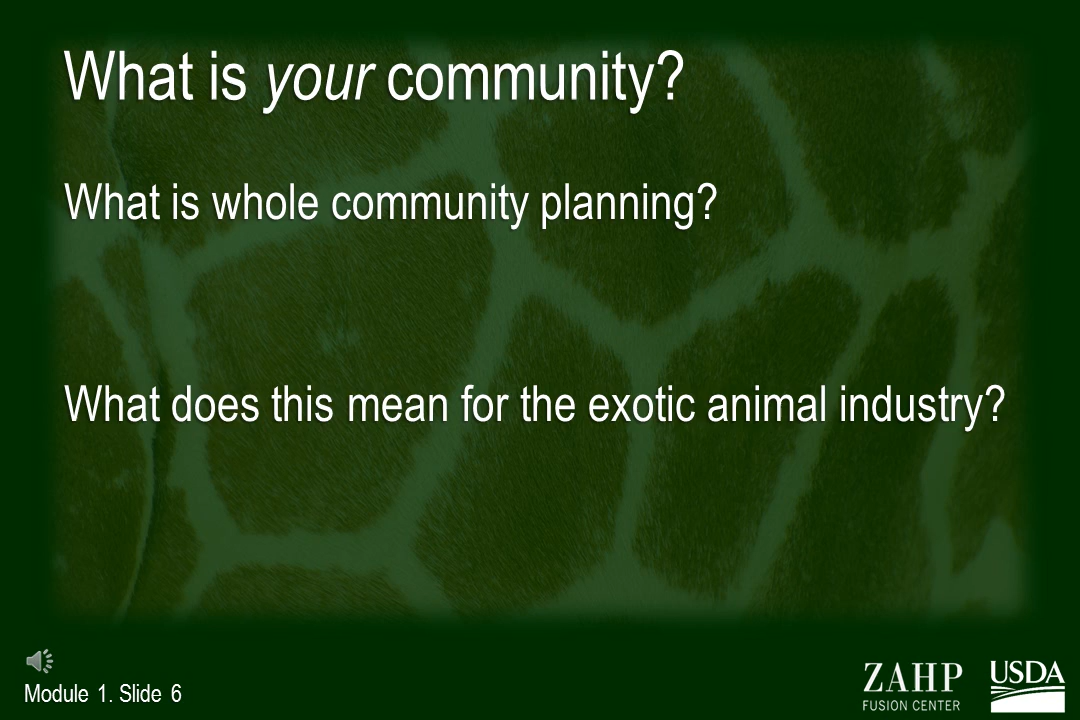 What is your community?
What is whole community planning?
What does this mean for the exotic animal industry?
Module 1. Slide 6
ZAHP
FUSION CENTER
USDA